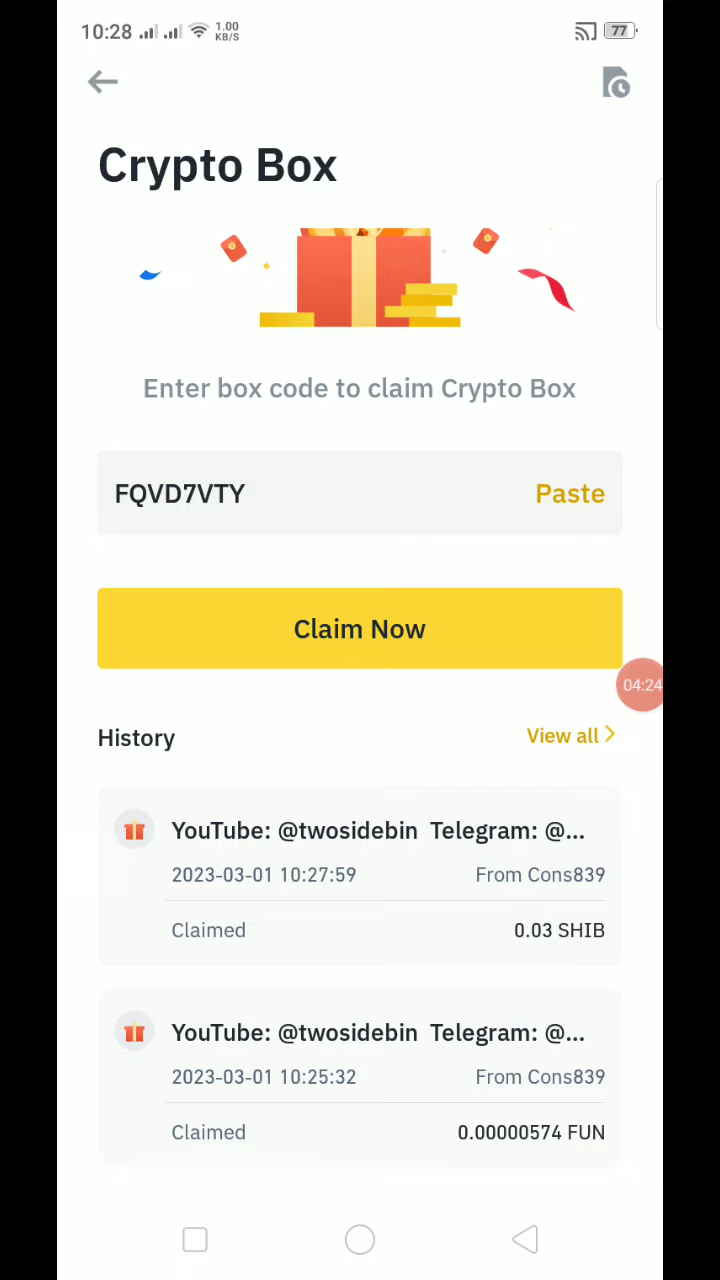 10:28 1.00 KB/S 77
Crypto Box
Enter box code to claim Crypto Box
FQVD7VTY Paste
Claim Now
04:24
History View all
YouTube: @twosidebin Telegram: @...
2023-03-01 10:27:59 From Cons839
Claimed 0.03 SHIB
YouTube: @twosidebin Telegram: @...
2023-03-01 10:25:32 From Cons839
Claimed 0.00000574 FUN